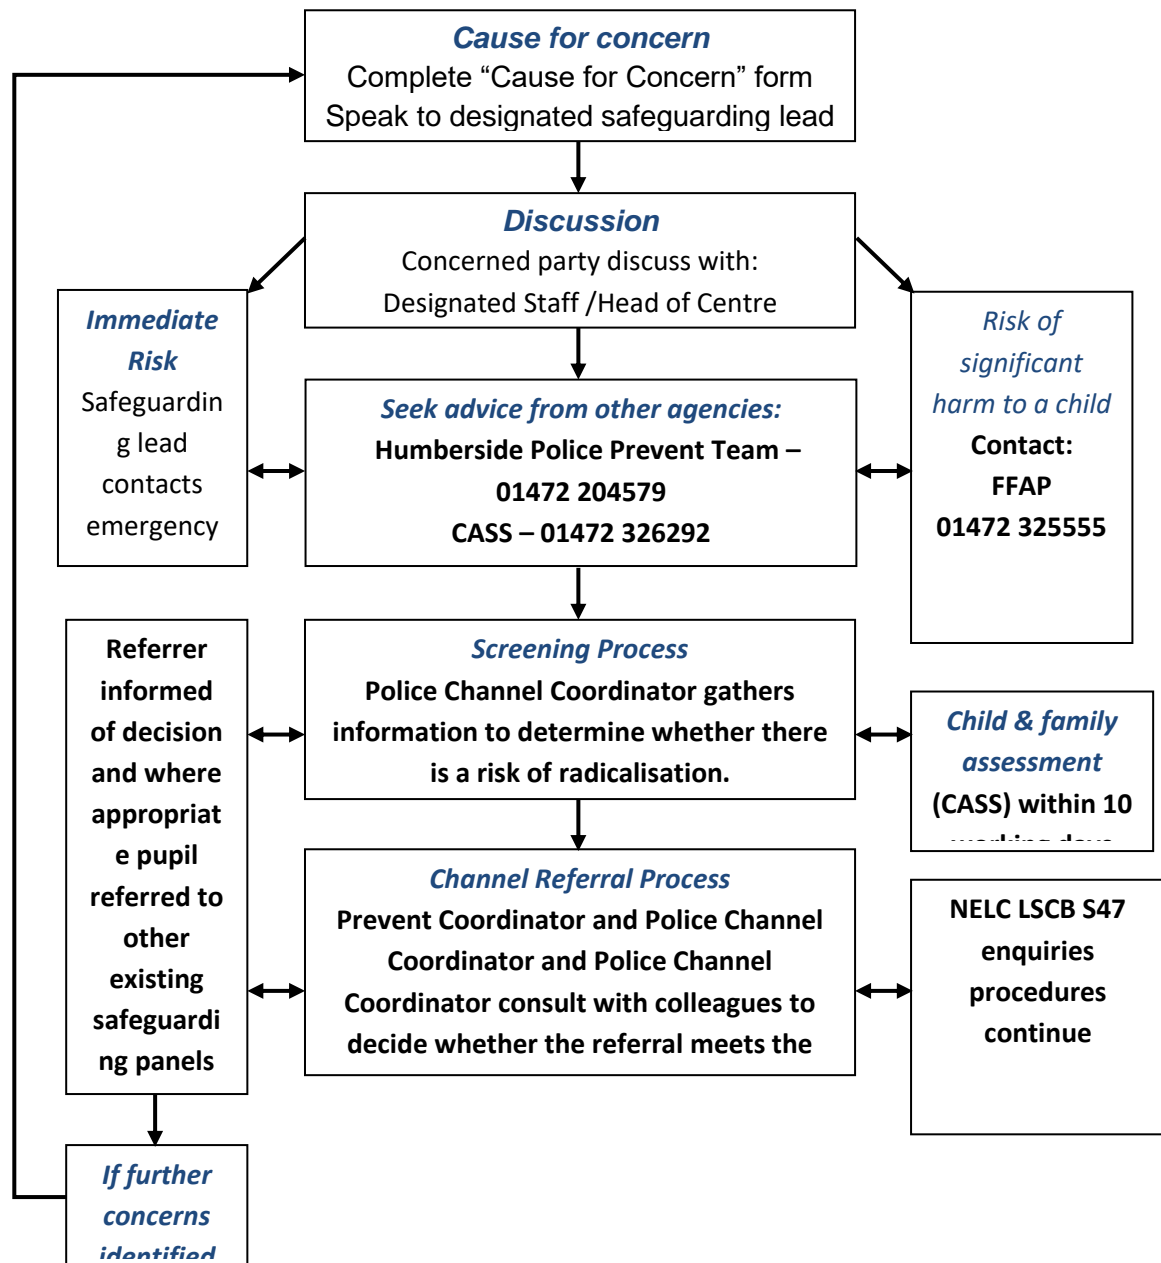 Cause for concern
Complete “Cause for Concern” form
Speak to designated safeguarding lead
Discussion
Concerned party discuss with:
Designated Staff /Head of Centre
Immediate
Risk
Safeguardin
g lead
contacts
emergency
Seek advice from other agencies:
Humberside Police Prevent Team –
01472 204579
CASS – 01472 326292
Risk of
significant
harm to a child
Contact:
FFAP
01472 325555
Referrer
informed
of decision
and where
appropriat
e pupil
referred to
other
existing
safeguardi
ng panels
Screening Process
Police Channel Coordinator gathers
information to determine whether there
is a risk of radicalisation.
Child & family
assessment
(CASS) within 10
working days
Channel Referral Process
Prevent Coordinator and Police Channel
Coordinator and Police Channel
Coordinator consult with colleagues to
decide whether the referral meets the
NELC LSCB S47
enquiries
procedures
continue
If further
concerns
identified